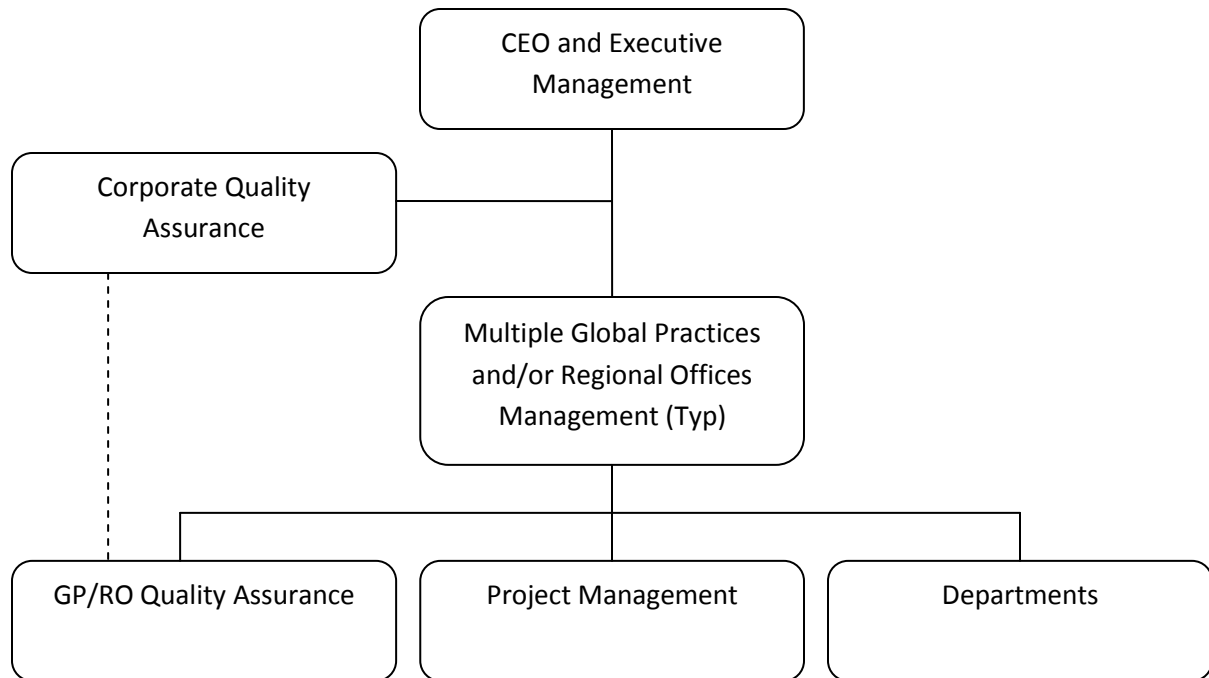 CEO and Executive
Management
Corporate Quality
Assurance
Multiple Global Practices
and/or Regional Offices
Management (Typ)
GP/RO Quality Assurance
Project Management
Departments